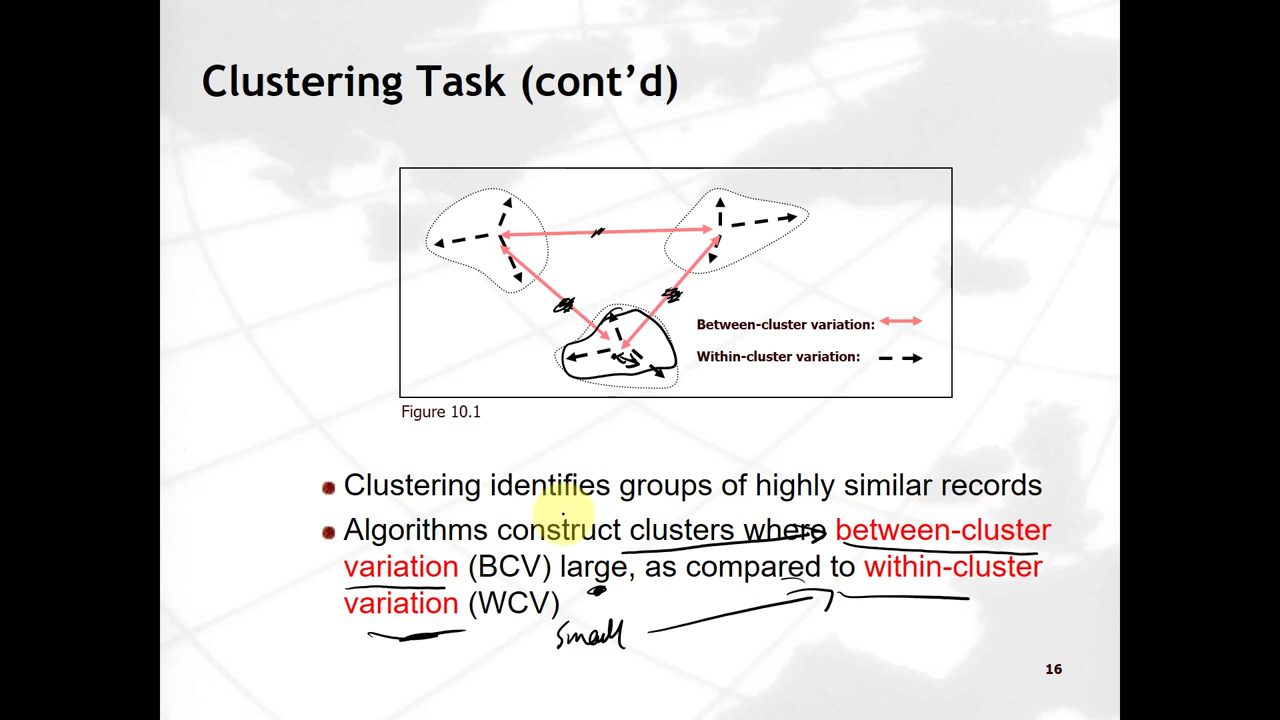 Clustering Task (cont’d)
Between-cluster variation:
Within-cluster variation:
Figure 10.1
Clustering identifies groups of highly similar records
Algorithms construct clusters where between-cluster
variation (BCV) large, as compared to within-cluster
variation (WCV)
small
16